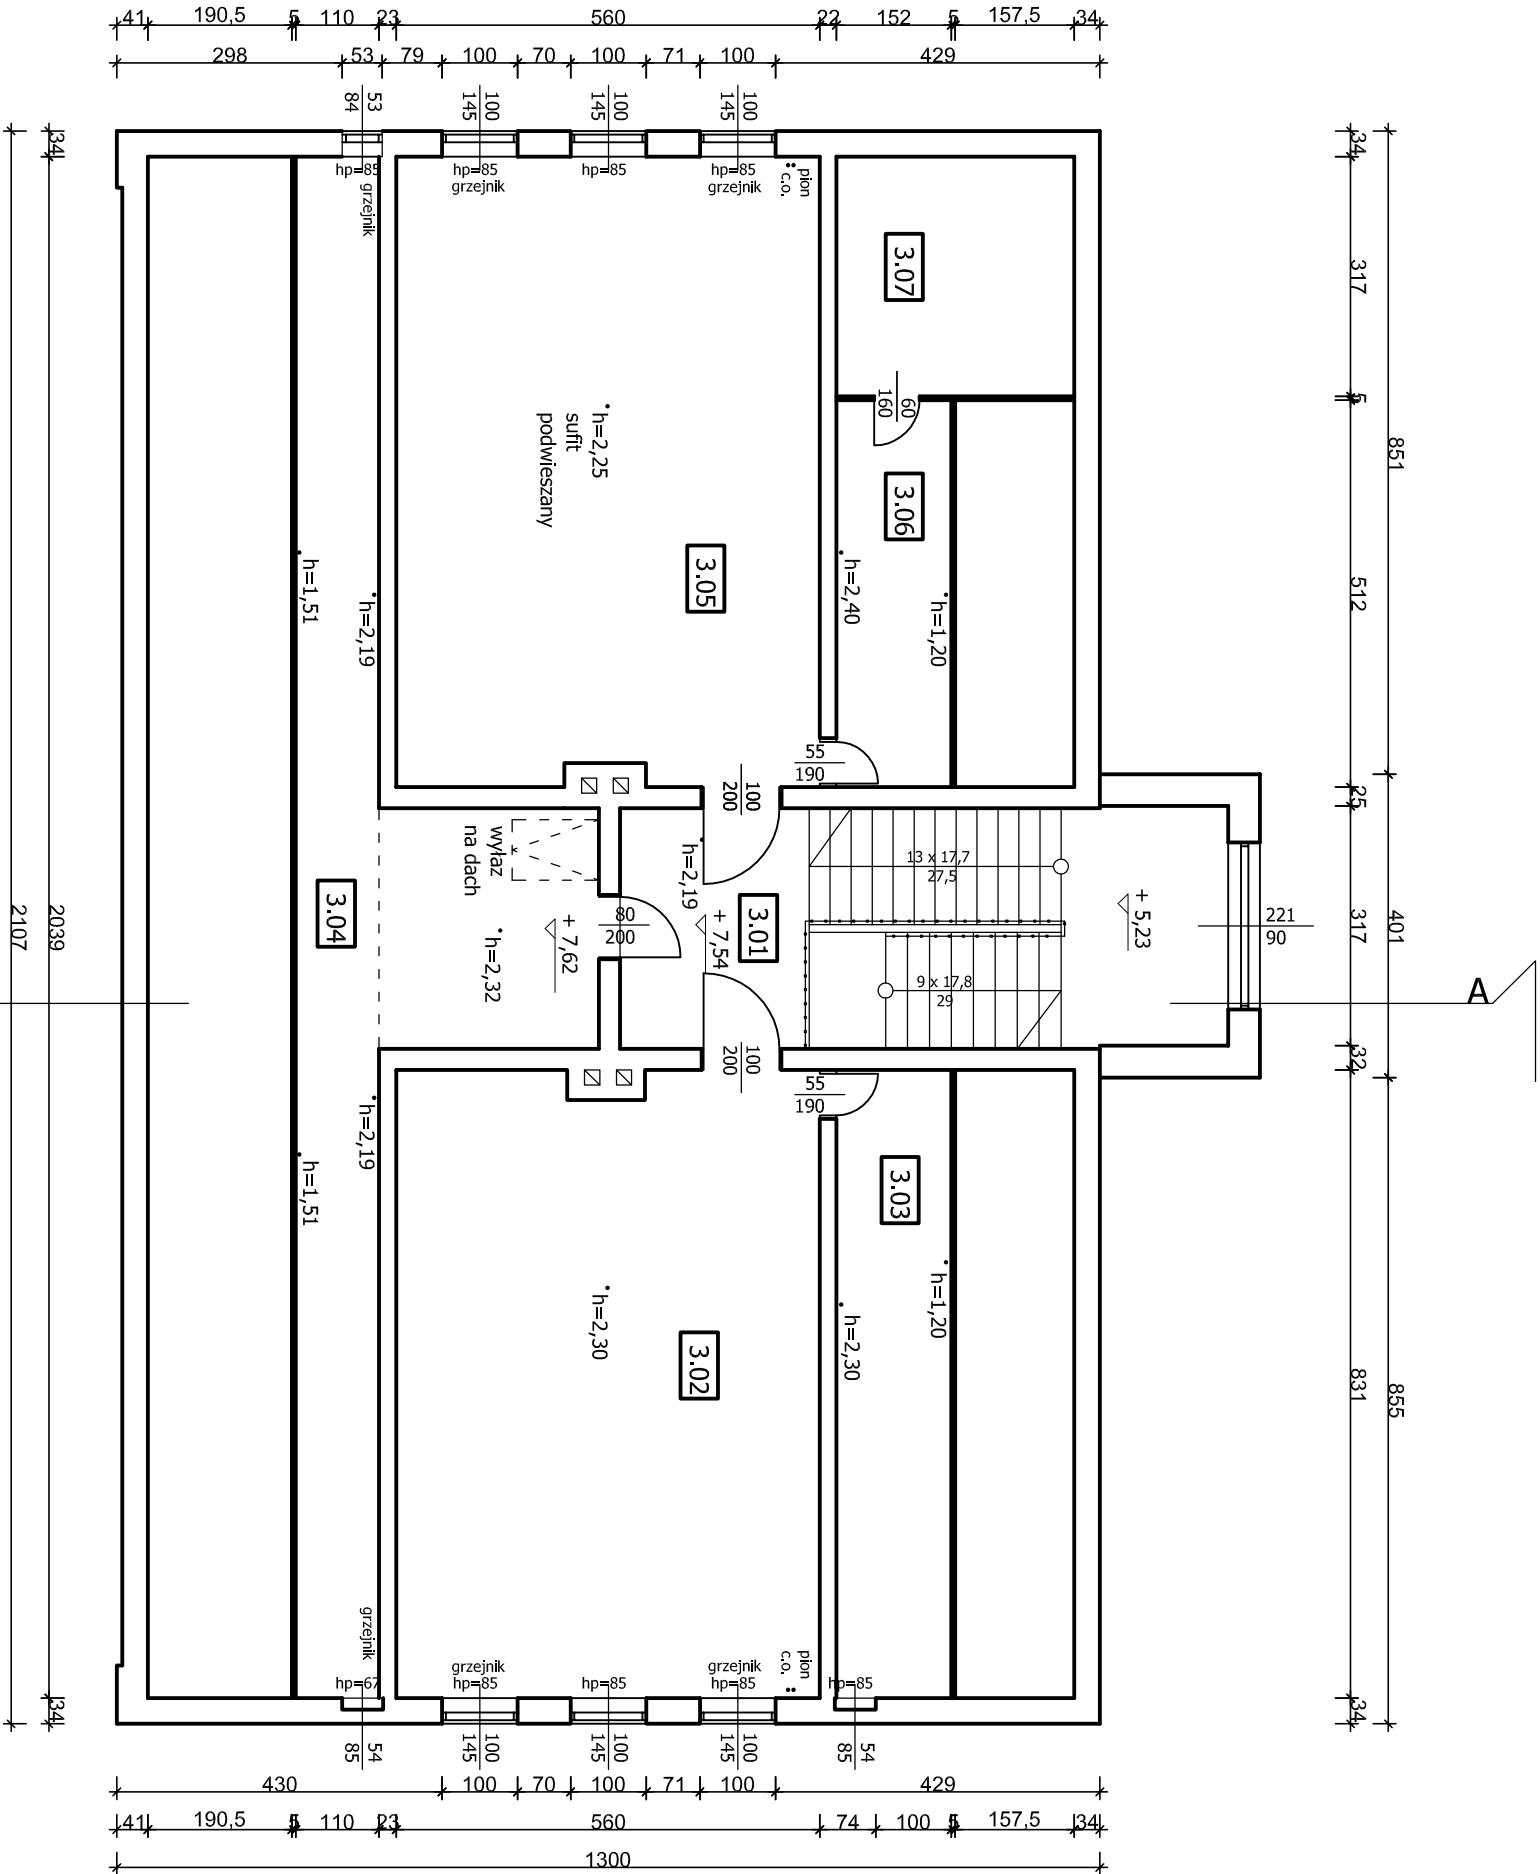 41 190,5 5 110 23 560 22 152 5 157,5 34
298 53 79 100 70 100 71 100 429
53
84
100
145
100
145
100
145
hp=85
grzejnik
hp=85
grzejnik
hp=85
hp=85
grzejnik
pion
c.o.
34
34
317
5
851
512
25
401
317
32
831
855
34
34
2039
2107
34
3.07
60
160
3.06
h=2,25
sufit
podwieszany
3.05
h=1,51
h=2,19
h=2,40
h=1,20
55
190
100
200
wyłaz
na dach
h=2,19
13 x 17,7
27,5
+ 5,23
221
90
3.04
h=2,32
+ 7,62
80
200
+ 7,54
3.01
9 x 17,8
29
A
100
200
55
190
h=2,19
h=1,51
3.03
h=1,20
h=2,30
h=2,30
3.02
grzejnik
hp=67
grzejnik
hp=85
hp=85
grzejnik
hp=85
pion
c.o.
hp=85
54
85
100
145
100
145
100
145
54
85
430 100 70 100 71 100 429
41 190,5 5 110 23 560 74 100 5 157,5 34
1300